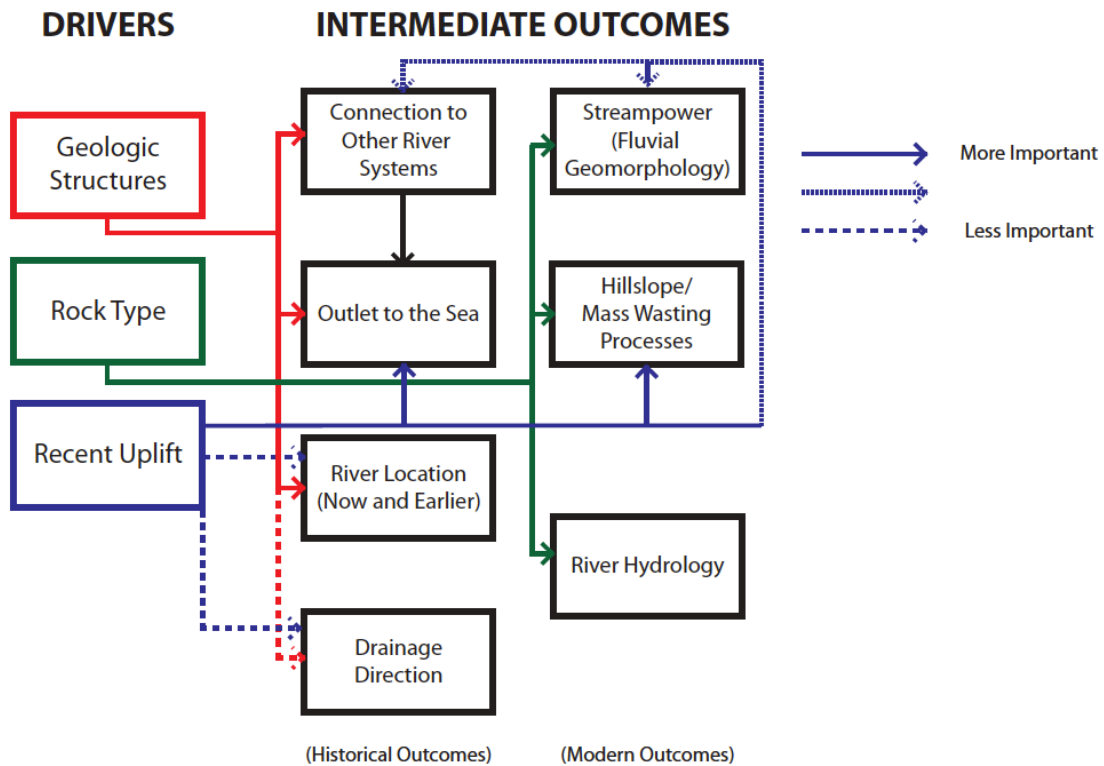 DRIVERS
INTERMEDIATE OUTCOMES
Geologic
Structures
Rock Type
Recent Uplift
Connection to
Other River
Systems
Outlet to the Sea
River Location
(Now and Earlier)
Drainage
Direction
(Historical Outcomes)
Streampower
(Fluvial
Geomorphology)
Hillslope/
Mass Wasting
Processes
River Hydrology
(Modern Outcomes)
More Important
Less Important